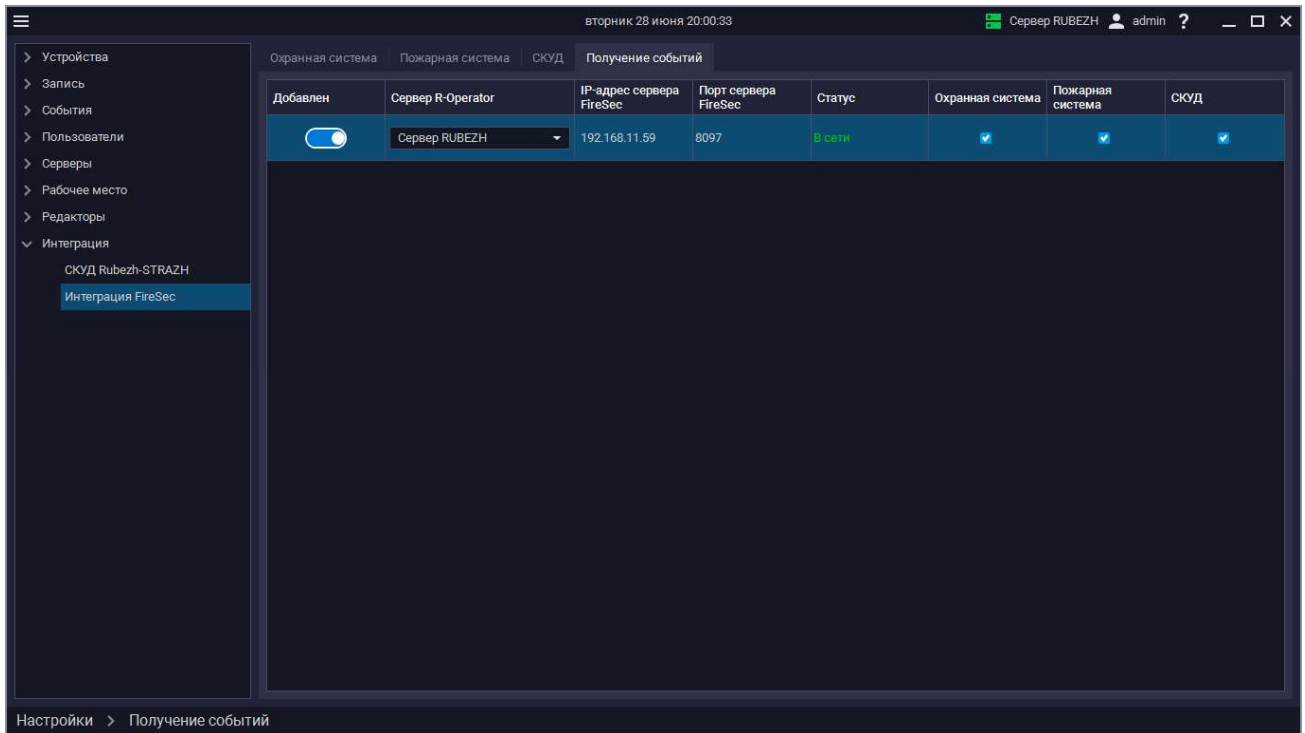 вторник 28 июня 20:00:33
Сервер RUBEZH admin ?
Устройства
Запись
События
Пользователи
Серверы
Рабочее место
Редакторы
Интеграция
СКУД Rubezh-STRAZH
Интеграция FireSec
Охранная система Пожарная система СКУД Получение событий
Добавлен Сервер R-Operator IP-адрес сервера FireSec Порт сервера FireSec Статус Охранная система Пожарная система СКУД
Сервер RUBEZH 192.168.11.59 8097 В сети
Настройки > Получение событий